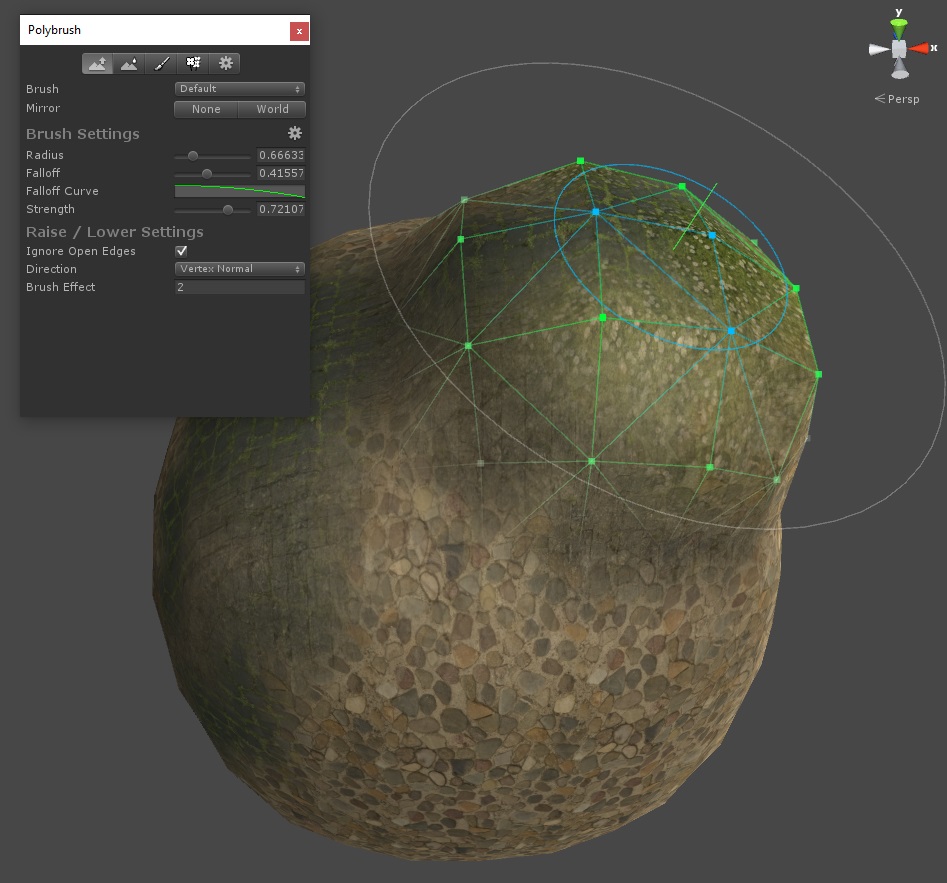 Polybrush
x
Brush Default
Mirror None World
Brush Settings
Radius 0.66633
Falloff 0.41557
Falloff Curve
Strength 0.72107
Raise / Lower Settings
Ignore Open Edges
Direction Vertex Normal
Brush Effect 2
y
x
Persp